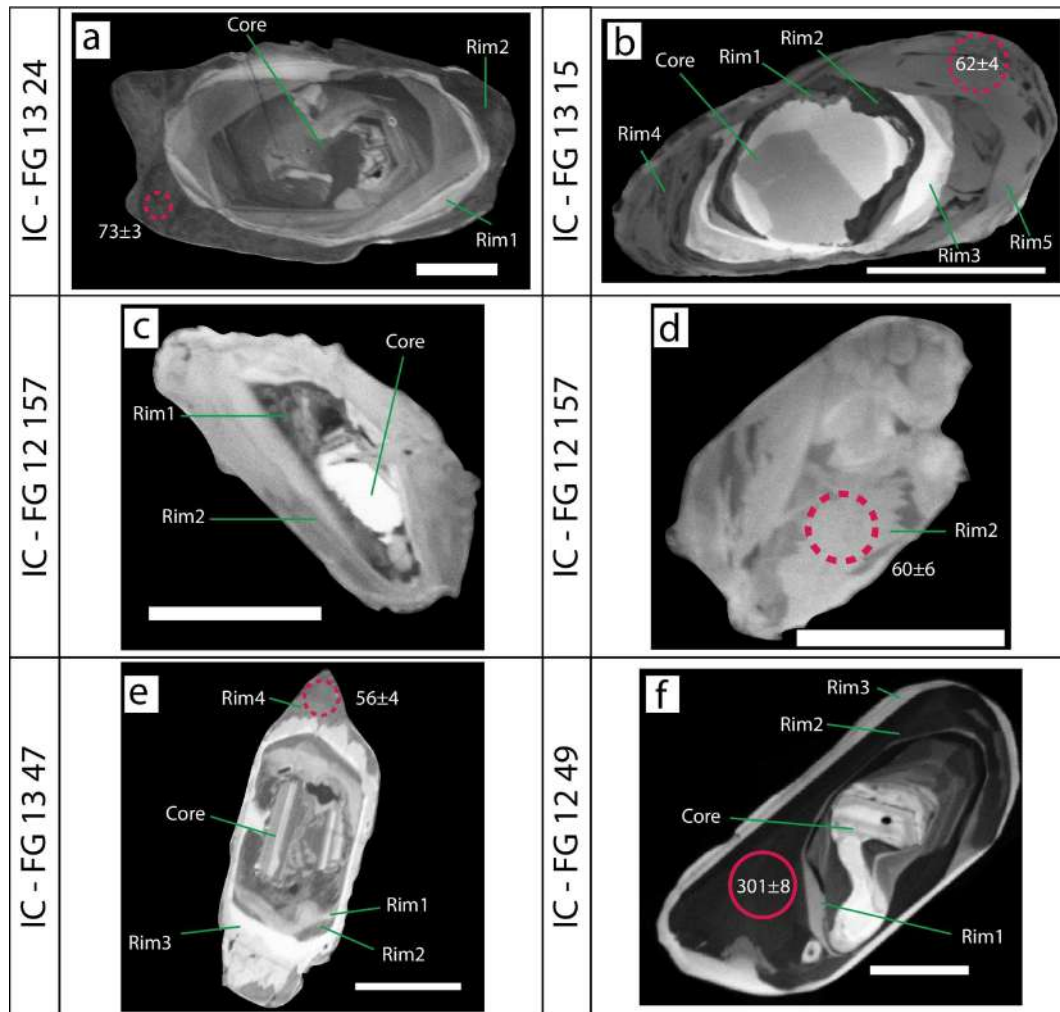 IC - FG 13 24
a
Core
Rim2
73±3
Rim1
IC - FG 13 15
b
Rim2
Rim1
Core
62±4
Rim4
Rim3
Rim5
IC - FG 12 157
c
Core
Rim1
Rim2
IC - FG 12 157
d
Rim2
60±6
IC - FG 13 47
e
Rim4
56±4
Core
Rim1
Rim3
Rim2
IC - FG 12 49
f
Rim3
Rim2
Core
301±8
Rim1